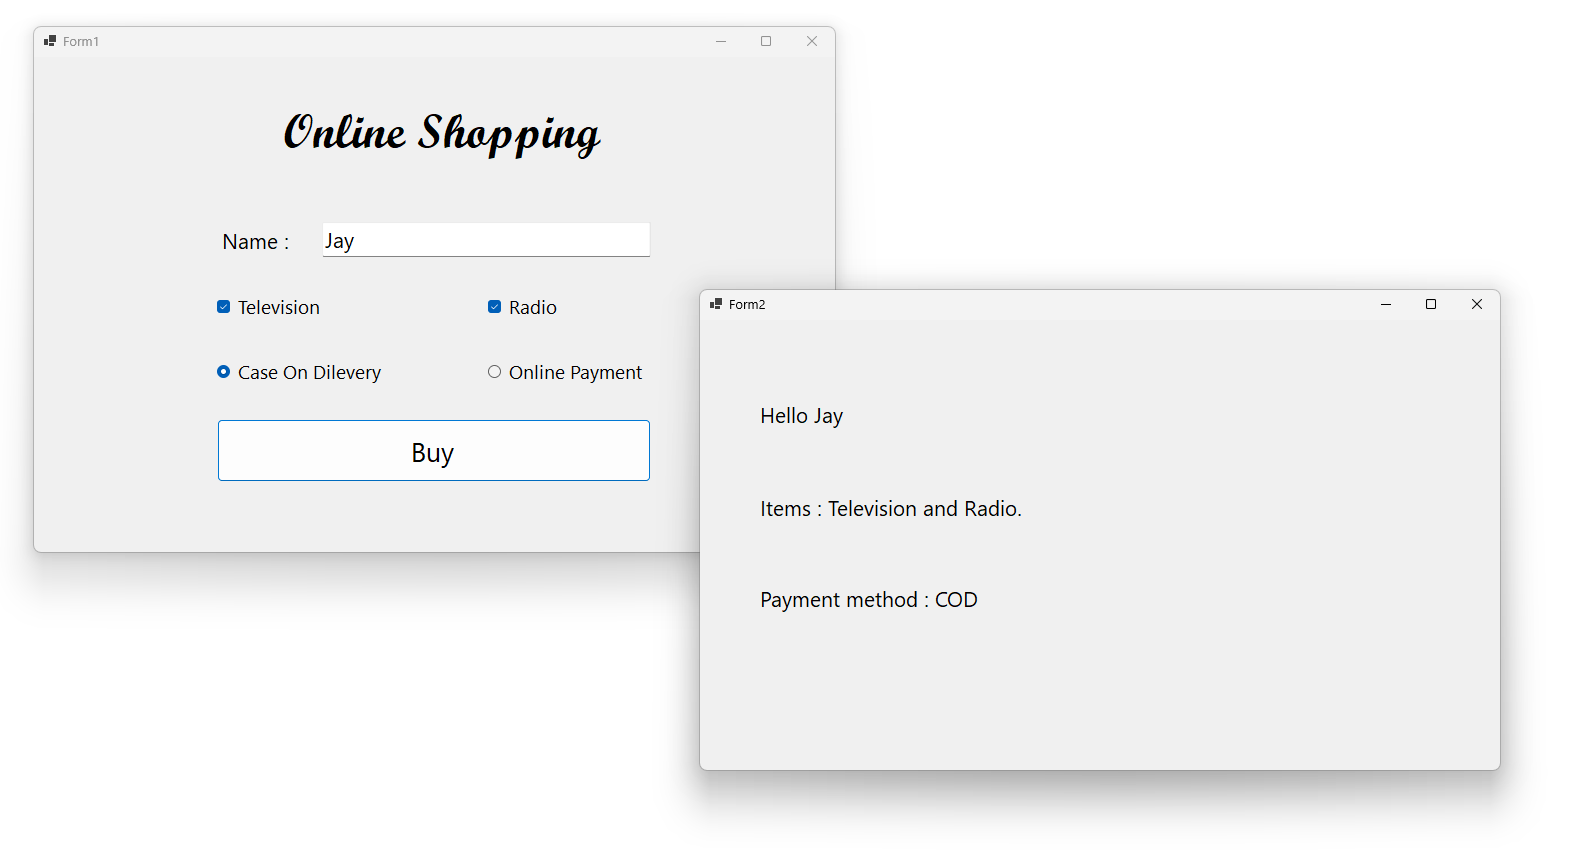 Form1
Online Shopping
Name : Jay
Television Radio
Case On Dilevery Online Payment
Buy
Form2
Hello Jay
Items : Television and Radio.
Payment method : COD